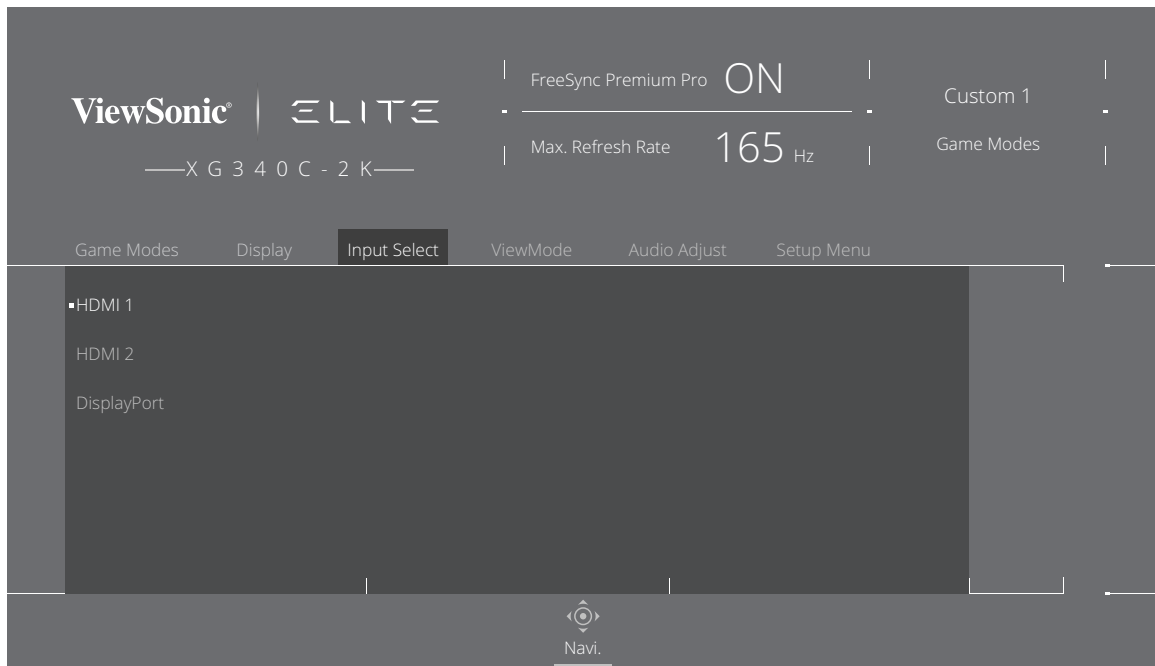 ViewSonic® ELITE
XG340C-2K
FreeSync Premium Pro ON
Max. Refresh Rate 165 Hz
Custom 1
Game Modes
Game Modes Display Input Select ViewMode Audio Adjust Setup Menu
HDMI 1
HDMI 2
DisplayPort
Navi.